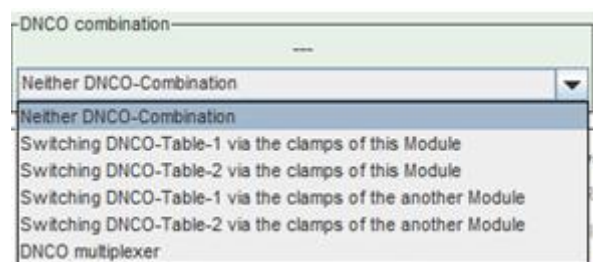 DNCO combination
---
Neither DNCO-Combination
Neither DNCO-Combination
Switching DNCO-Table-1 via the clamps of this Module
Switching DNCO-Table-2 via the clamps of this Module
Switching DNCO-Table-1 via the clamps of the another Module
Switching DNCO-Table-2 via the clamps of the another Module
DNCO multiplexer